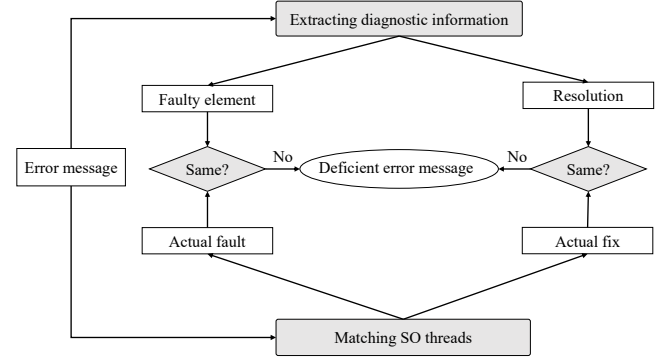 Extracting diagnostic information
Faulty element
Resolution
Error message
Same?
No
Deficient error message
No
Same?
Actual fault
Actual fix
Matching SO threads